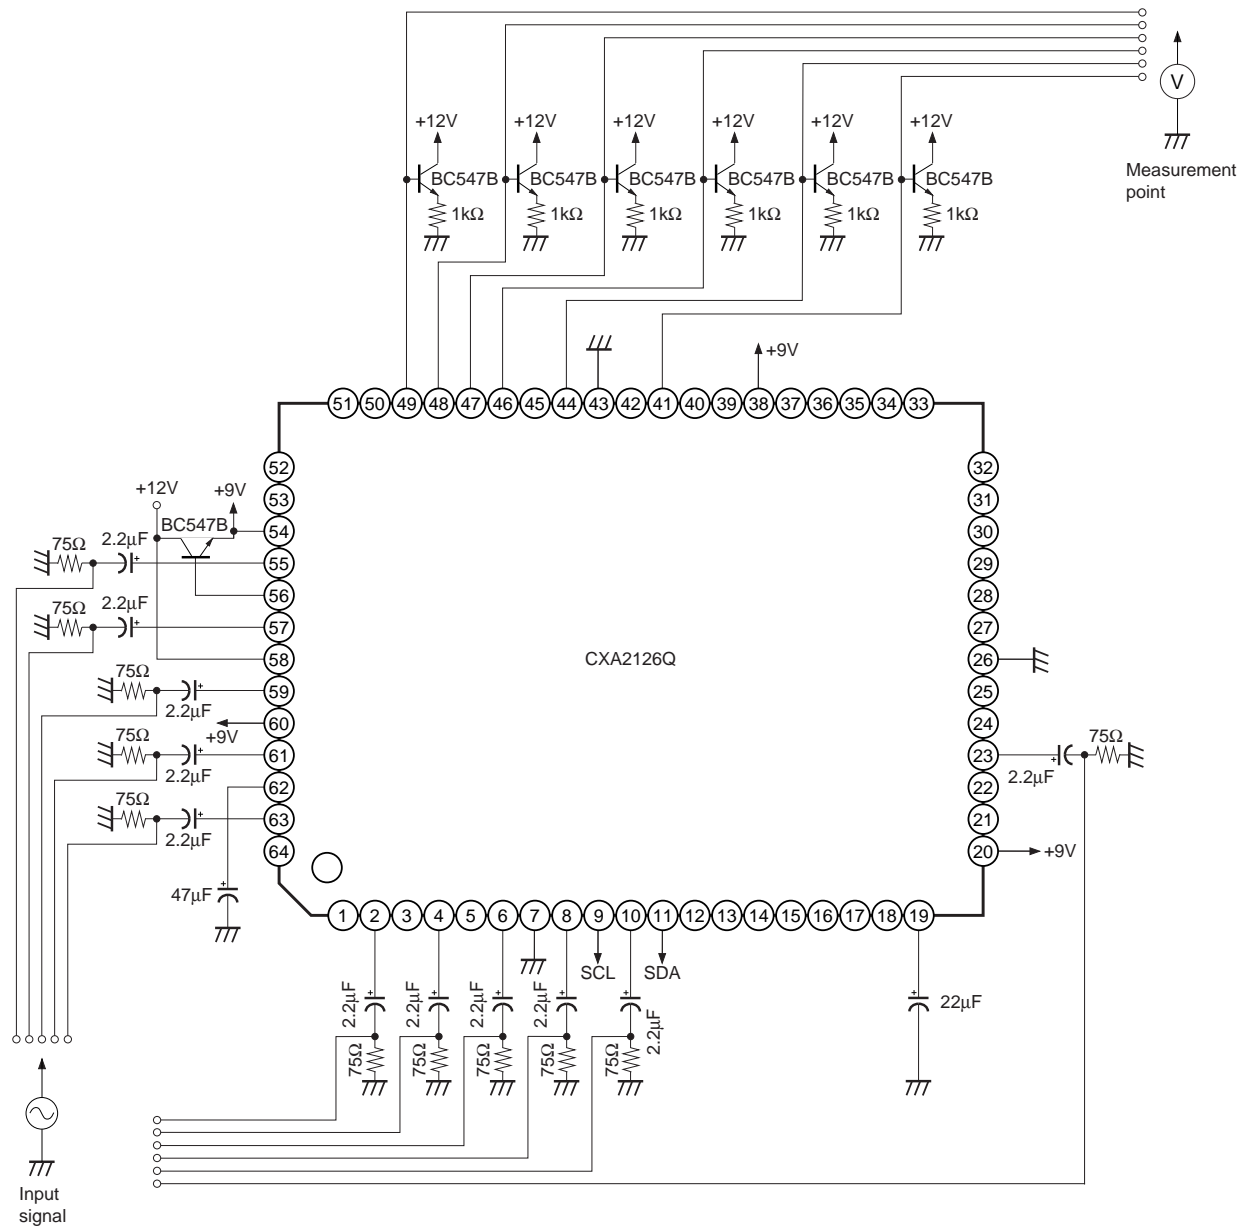 V
Measurement
point
+12V +12V +12V +12V +12V +12V
BC547B BC547B BC547B BC547B BC547B BC547B
1kΩ 1kΩ 1kΩ 1kΩ 1kΩ 1kΩ
+9V
51 50 49 48 47 46 45 44 43 42 41 40 39 38 37 36 35 34 33
52
53
54
55
56
57
58
59
60
61
62
63
64
32
31
30
29
28
27
26
25
24
23
22
21
20
+12V
+9V
BC547B
75Ω
2.2μF
+
75Ω
2.2μF
+
75Ω
+
2.2μF
+9V
75Ω
+
2.2μF
75Ω
+
2.2μF
+
47μF
CXA2126Q
+
2.2μF
75Ω
+9V
1 2 3 4 5 6 7 8 9 10 11 12 13 14 15 16 17 18 19
SCL SDA
+ + + + + +
2.2μF 2.2μF 2.2μF 2.2μF 2.2μF
22μF
75Ω 75Ω 75Ω 75Ω 75Ω
Input
signal